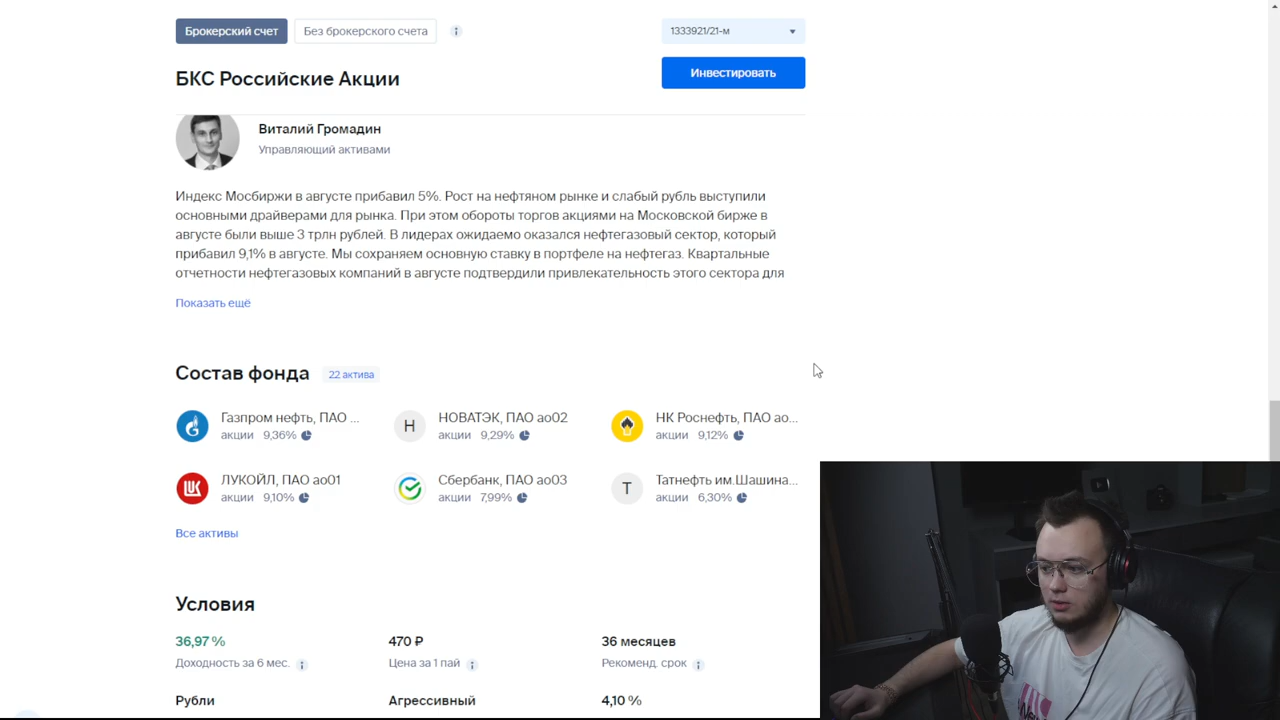 Брокерский счет
Без брокерского счета
1333921/21-м
БКС Российские Акции
Инвестировать
Виталий Громадин
Управляющий активами
Индекс Мосбиржи в августе прибавил 5%. Рост на нефтяном рынке и слабый рубль выступили
основными драйверами для рынка. При этом обороты торгов акциями на Московской бирже в
августе были выше 3 трлн рублей. В лидерах ожидаемо оказался нефтегазовый сектор, который
прибавил 9,1% в августе. Мы сохраняем основную ставку в портфеле на нефтегаз. Квартальные
отчетности нефтегазовых компаний в августе подтвердили привлекательность этого сектора для
Показать ещё
Состав фонда
22 актива
Газпром нефть, ПАО ...
акции 9,36%
Н
НОВАТЭК, ПАО ао02
акции 9,29%
НК Роснефть, ПАО ао...
акции 9,12%
ЛУКОЙЛ, ПАО ао01
акции 9,10%
Сбербанк, ПАО ао03
акции 7,99%
Т
Татнефть им.Шашина...
акции 6,30%
Все активы
Условия
36,97 %
Доходность за 6 мес.
470 ₽
Цена за 1 пай
36 месяцев
Рекоменд. срок
Рубли
Агрессивный
4,10 %